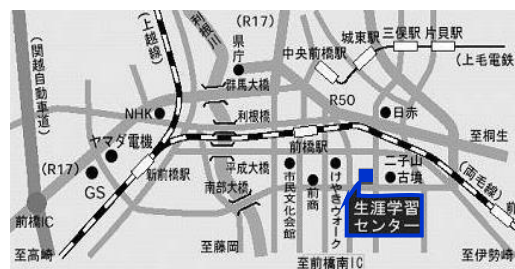 (R17)
利根川
(上越線)
(関越自動車道)
県庁
群馬大橋
中央前橋駅
城東駅
三俣駅
片貝駅
(上毛電鉄)
R50
NHK
利根橋
日赤
至桐生
ヤマダ電機
前橋駅
(R17)
GS
新前橋駅
平成大橋
南部大橋
市民文化会館
前商
けやきウォーク
二子山
古墳
(両毛線)
前橋IC
生涯学習
センター
至高崎
至藤岡
至前橋南IC
至伊勢崎